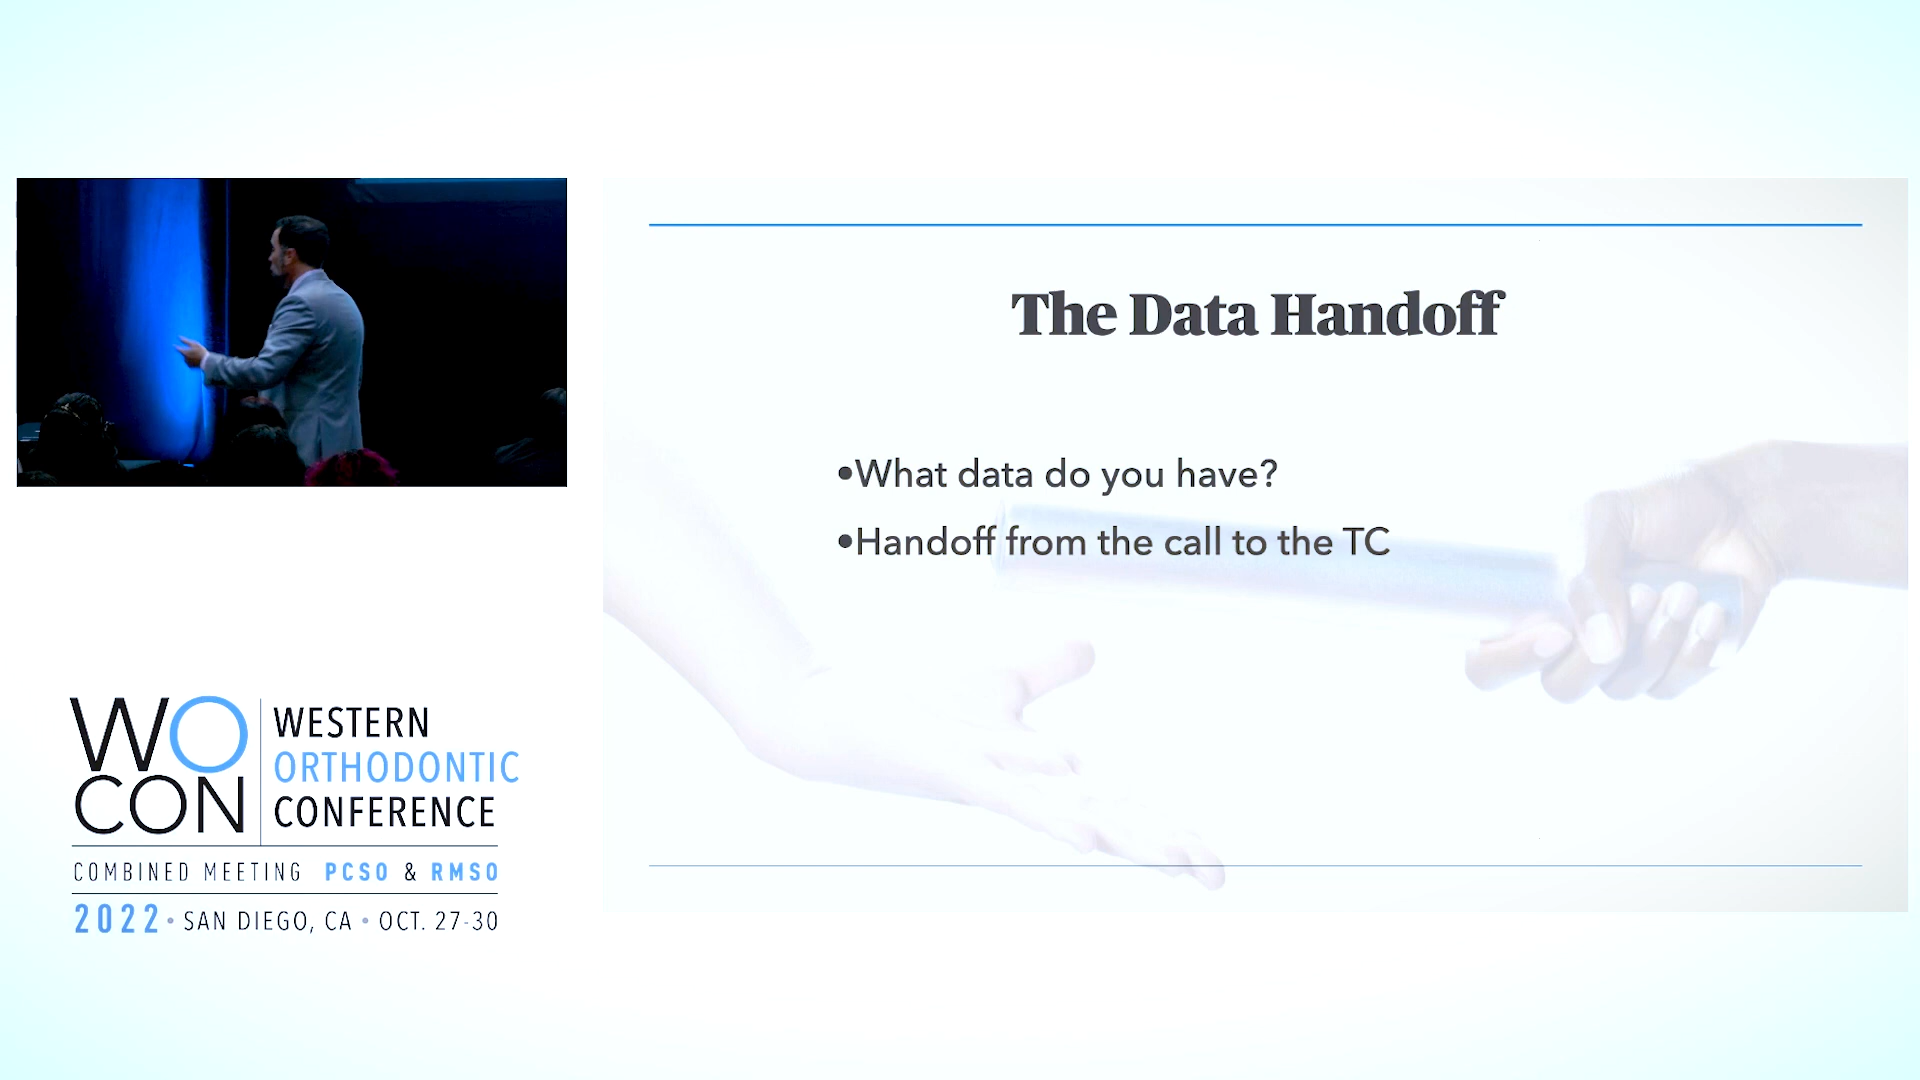 The Data Handoff
•What data do you have?
•Handoff from the call to the TC
WO
CON
WESTERN
ORTHODONTIC
CONFERENCE
COMBINED MEETING PCSO & RMSO
2022 • SAN DIEGO, CA • OCT. 27-30